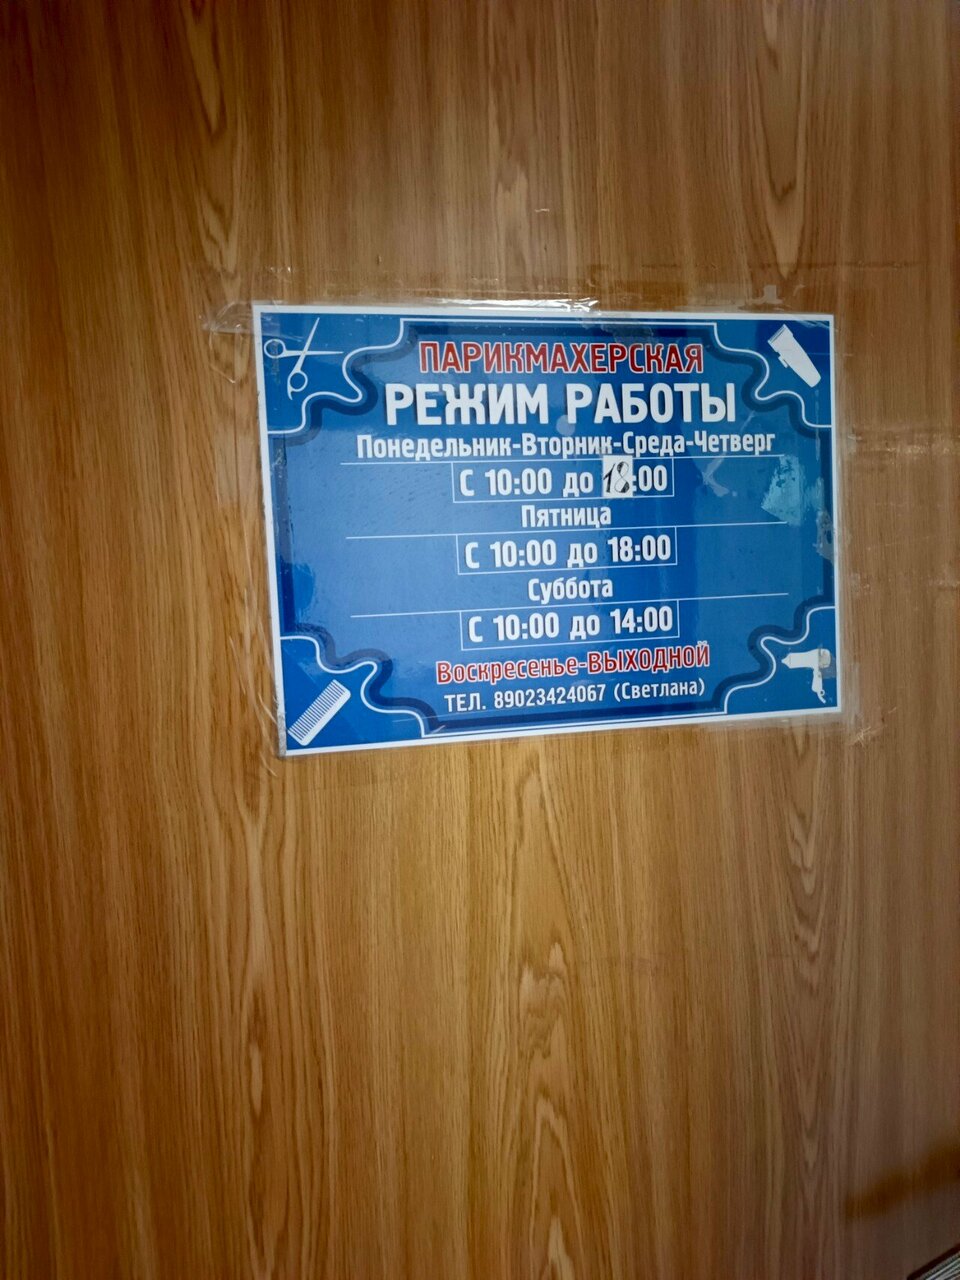 ПАРИКМАХЕРСКАЯ
РЕЖИМ РАБОТЫ
Понедельник-Вторник-Среда-Четверг
С 10:00 до 18:00
Пятница
С 10:00 до 18:00
Суббота
С 10:00 до 14:00
Воскресенье-ВЫХОДНОЙ
ТЕЛ. 89023424067 (Светлана)